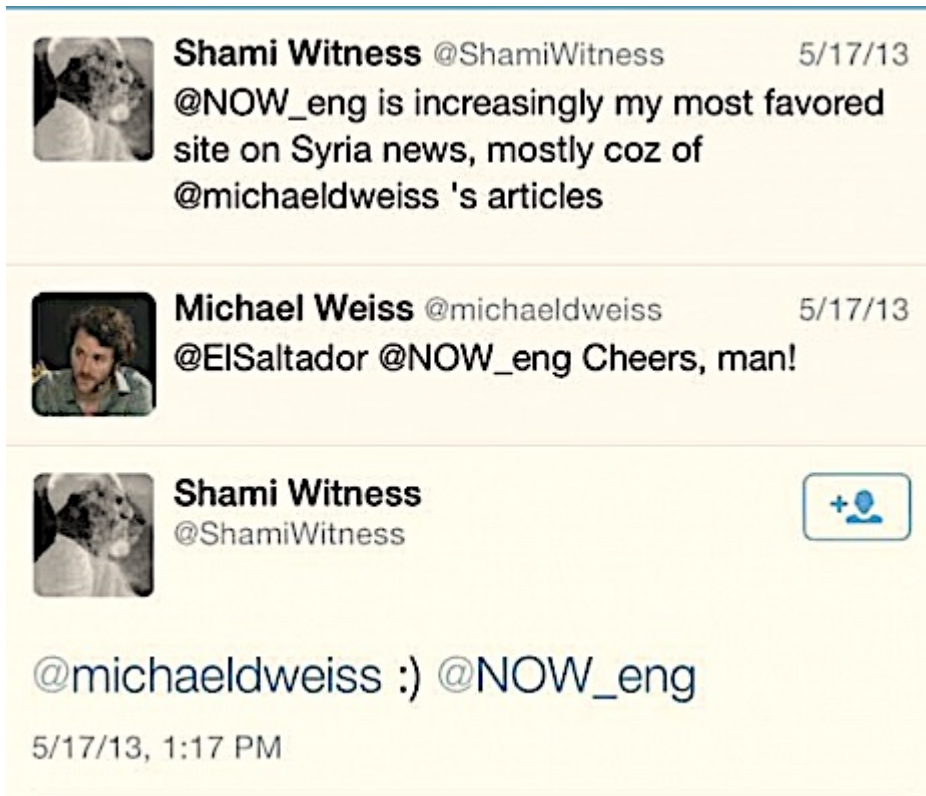 Shami Witness @ShamiWitness 5/17/13
@NOW_eng is increasingly my most favored
site on Syria news, mostly coz of
@michaeldweiss 's articles
Michael Weiss @michaeldweiss 5/17/13
@ElSaltador @NOW_eng Cheers, man!
Shami Witness
@ShamiWitness
@michaeldweiss :) @NOW_eng
5/17/13, 1:17 PM